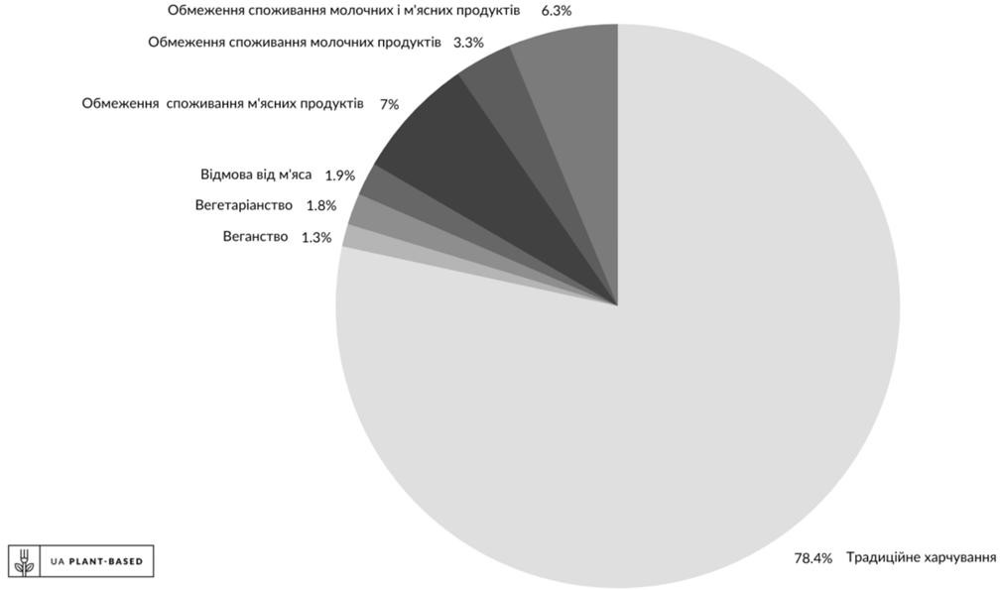 Обмеження споживання молочних і м'ясних продуктів 6.3%
Обмеження споживання молочних продуктів 3.3%
Обмеження споживання м'ясних продуктів 7%
Відмова від м'яса 1.9%
Вегетаріанство 1.8%
Веганство 1.3%
78.4% Традиційне харчування
UA PLANT-BASED